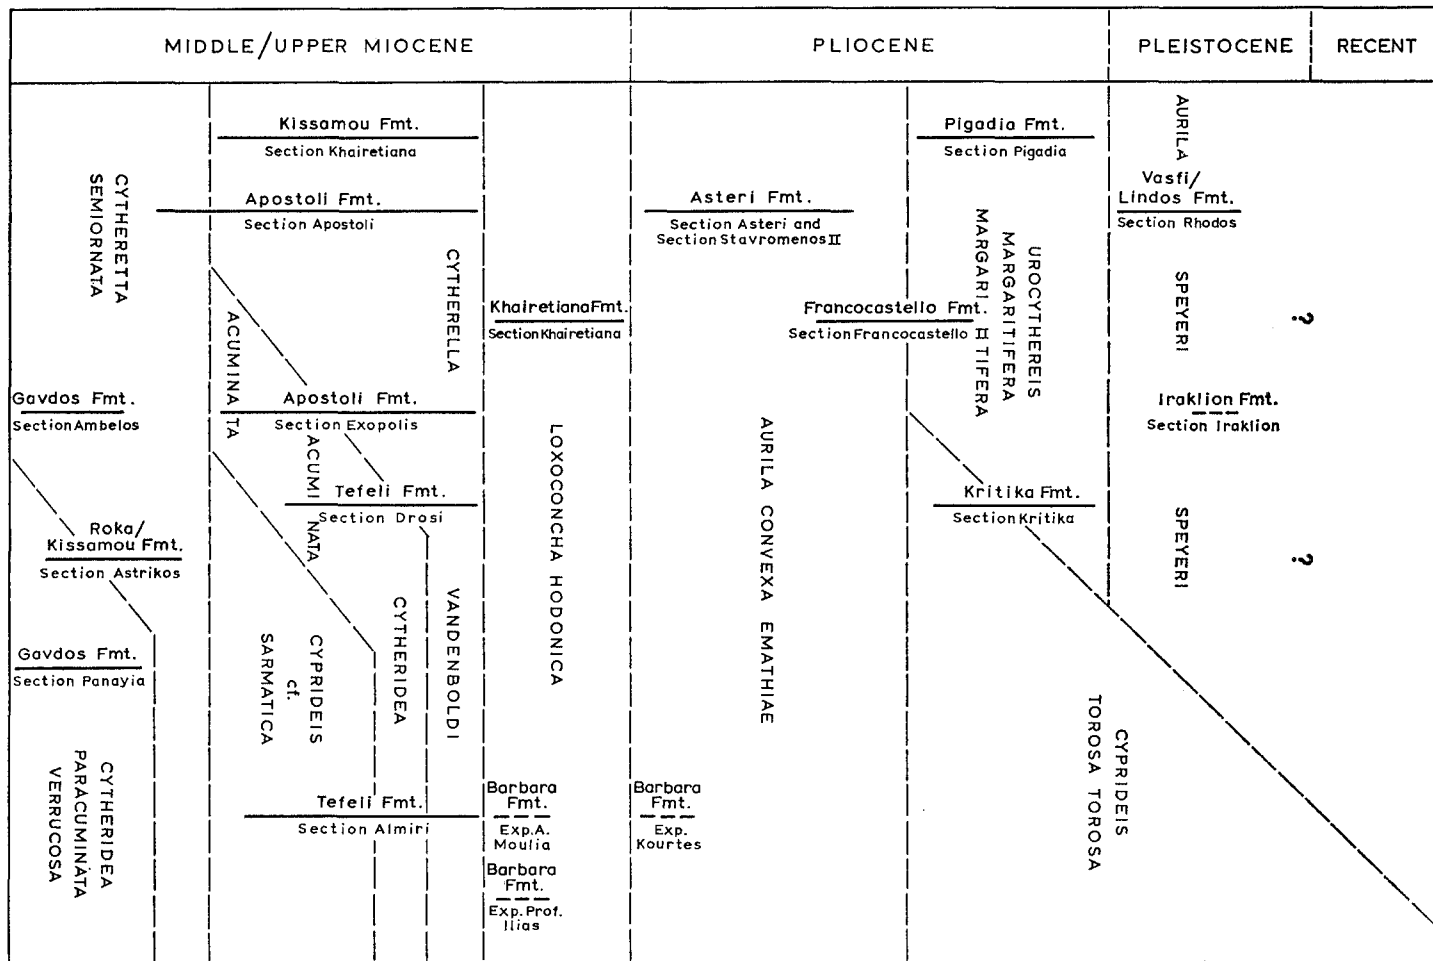 MIDDLE/UPPER MIOCENE
PLIOCENE
PLEISTOCENE
RECENT
Kissamou Fmt.
Section Khairetiana
Apostoli Fmt.
Section Apostoli
CYTHERETTA
SEMIORNATA
ACUMINATA
CYTHERELLA
Gavdos Fmt.
Section Ambelos
Apostoli Fmt.
Section Exopolis
ACUMINATA
Tefeli Fmt.
Section Drosi
Roka/
Kissamou Fmt.
Section Astrikos
Gavdos Fmt.
Section Panayia
CYTHERIDEA
PARACUMINATA
VERRUCOSA
CYPRIDEIS
cf.
SARMATICA
CYTHERIDEA
VANDENBOLDI
Tefeli Fmt.
Section Almiri
Khairetiana Fmt.
Section Khairetiana
LOXOCONCHA HODONICA
Barbara
Fmt.
Exp. A.
Moulia
Barbara
Fmt.
Exp. Prof.
Ilias
Asteri Fmt.
Section Asteri and
Section Stavromenos II
Francocastello Fmt.
Section Francocastello II
AURILA CONVEXA EMATHIAE
Barbara
Fmt.
Exp.
Kourtes
Pigadia Fmt.
Section Pigadia
UROCYTHEREIS
MARGARITIFERA
MARGARITIFERA
Kritika Fmt.
Section Kritika
CYPRIDEIS
TOROSA TOROSA
AURILA
Vasfi/
Lindos Fmt.
Section Rhodos
SPEYERI
?
Iraklion Fmt.
Section Iraklion
SPEYERI
?